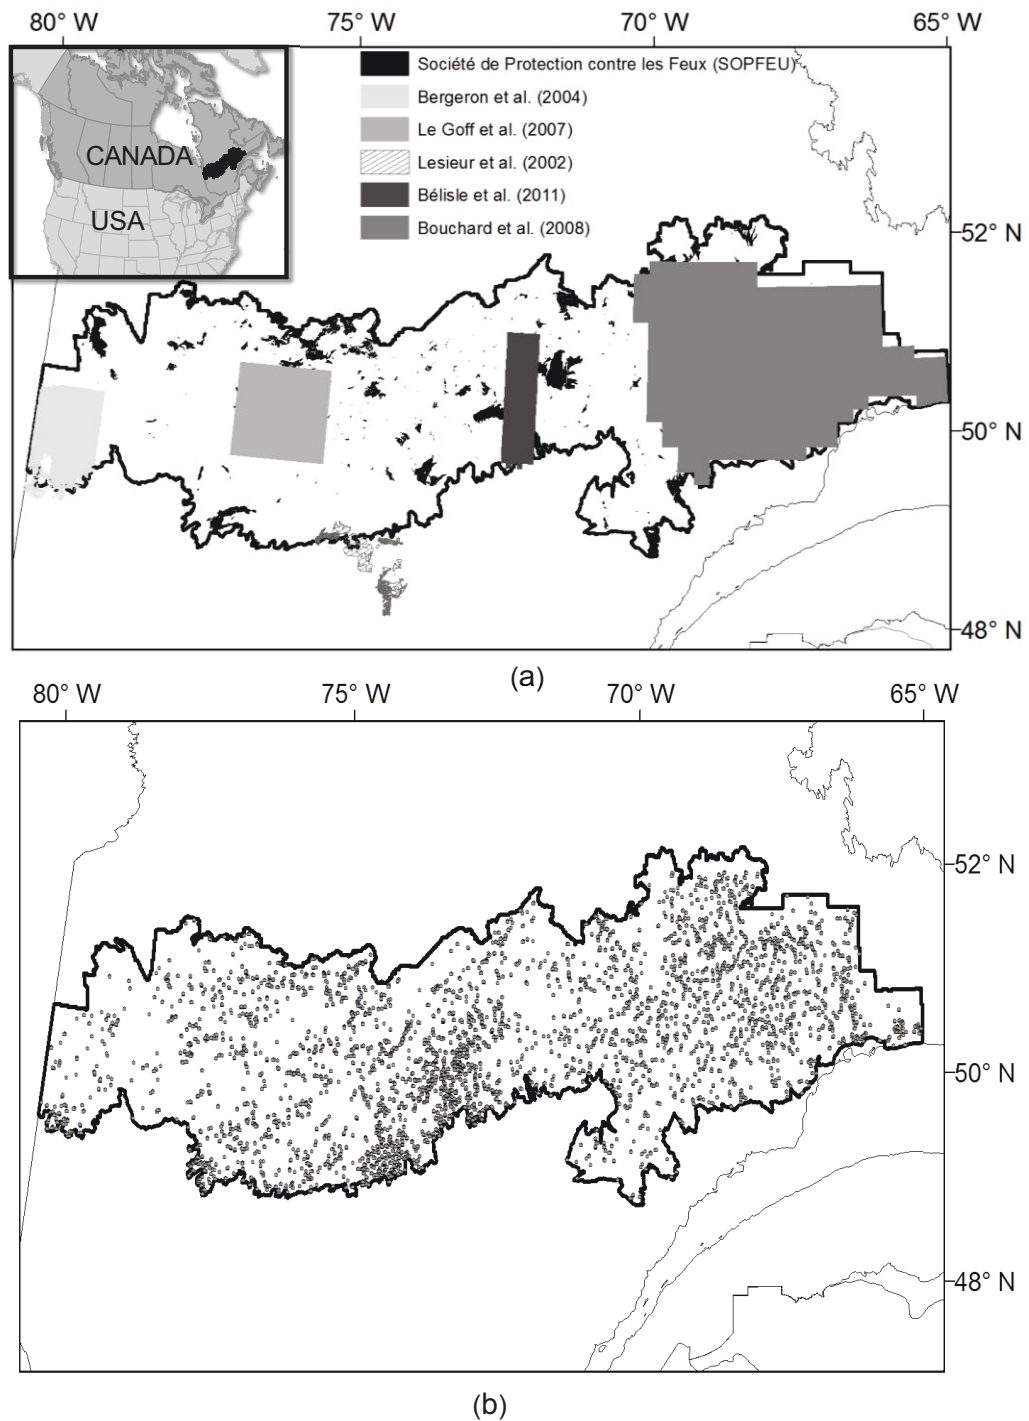 80° W 75° W 70° W 65° W
Société de Protection contre les Feux (SOPFEU)
Bergeron et al. (2004)
Le Goff et al. (2007)
Lesieur et al. (2002)
Bélisle et al. (2011)
Bouchard et al. (2008)
CANADA
USA
52° N
50° N
48° N
(a)
80° W 75° W 70° W 65° W
52° N
50° N
48° N
(b)